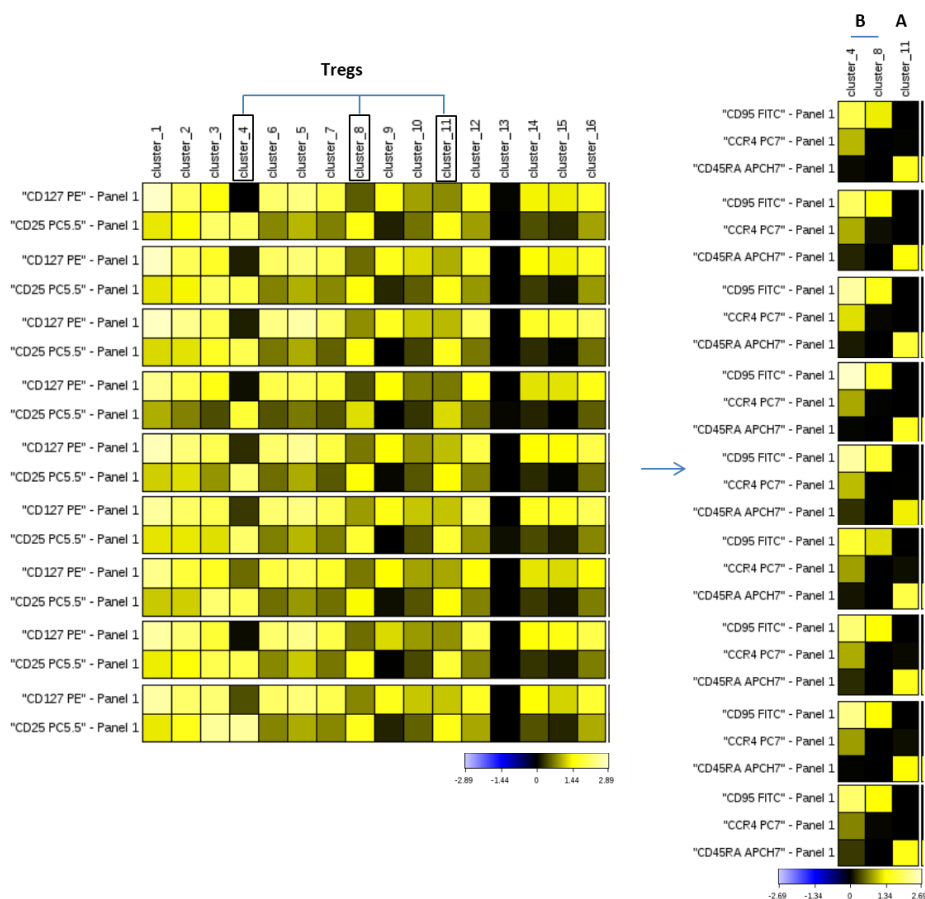 Tregs
cluster_1
cluster_2
cluster_3
cluster_4
cluster_6
cluster_5
cluster_7
cluster_8
cluster_9
cluster_10
cluster_11
cluster_12
cluster_13
cluster_14
cluster_15
cluster_16
"CD127 PE" - Panel 1
"CD25 PC5.5" - Panel 1
"CD127 PE" - Panel 1
"CD25 PC5.5" - Panel 1
"CD127 PE" - Panel 1
"CD25 PC5.5" - Panel 1
"CD127 PE" - Panel 1
"CD25 PC5.5" - Panel 1
"CD127 PE" - Panel 1
"CD25 PC5.5" - Panel 1
"CD127 PE" - Panel 1
"CD25 PC5.5" - Panel 1
"CD127 PE" - Panel 1
"CD25 PC5.5" - Panel 1
"CD127 PE" - Panel 1
"CD25 PC5.5" - Panel 1
"CD127 PE" - Panel 1
"CD25 PC5.5" - Panel 1
-2.89 -1.44 0 1.44 2.89
B A
cluster_4
cluster_8
cluster_11
"CD95 FITC" - Panel 1
"CCR4 PC7" - Panel 1
"CD45RA APCH7" - Panel 1
"CD95 FITC" - Panel 1
"CCR4 PC7" - Panel 1
"CD45RA APCH7" - Panel 1
"CD95 FITC" - Panel 1
"CCR4 PC7" - Panel 1
"CD45RA APCH7" - Panel 1
"CD95 FITC" - Panel 1
"CCR4 PC7" - Panel 1
"CD45RA APCH7" - Panel 1
"CD95 FITC" - Panel 1
"CCR4 PC7" - Panel 1
"CD45RA APCH7" - Panel 1
"CD95 FITC" - Panel 1
"CCR4 PC7" - Panel 1
"CD45RA APCH7" - Panel 1
"CD95 FITC" - Panel 1
"CCR4 PC7" - Panel 1
"CD45RA APCH7" - Panel 1
"CD95 FITC" - Panel 1
"CCR4 PC7" - Panel 1
"CD45RA APCH7" - Panel 1
"CD95 FITC" - Panel 1
"CCR4 PC7" - Panel 1
"CD45RA APCH7" - Panel 1
-2.69 -1.34 0 1.34 2.69